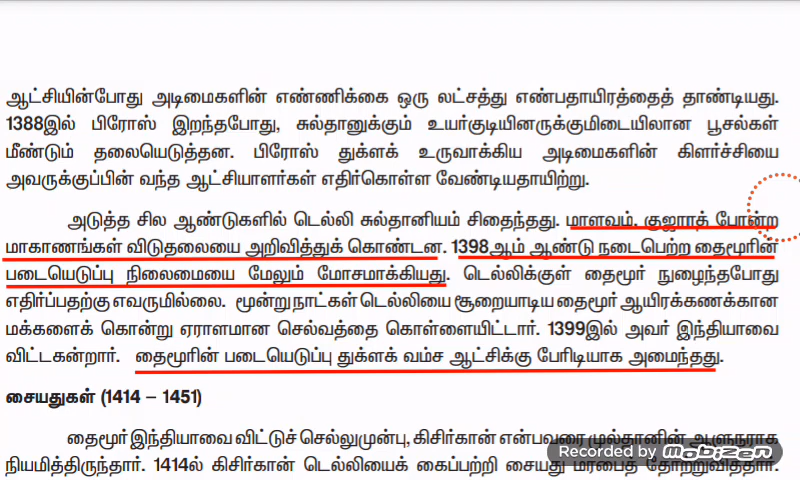 ஆட்சியின்போது அடிமைகளின் எண்ணிக்கை ஒரு லட்சத்து எண்பதாயிரத்தைத் தாண்டியது.
1388இல் பிரோஸ் இறந்தபோது, சுல்தானுக்கும் உயர்குடியினருக்குமிடையிலான பூசல்கள்
மீண்டும் தலையெடுத்தன. பிரோஸ் துக்ளக் உருவாக்கிய அடிமைகளின் கிளர்ச்சியை
அவருக்குப்பின் வந்த ஆட்சியாளர்கள் எதிர்கொள்ள வேண்டியதாயிற்று.
அடுத்த சில ஆண்டுகளில் டெல்லி சுல்தானியம் சிதைந்தது. மாளவம், குஜராத் போன்ற
மாகாணங்கள் விடுதலையை அறிவித்துக் கொண்டன. 1398ஆம் ஆண்டு நடைபெற்ற தைமூரின்
படையெடுப்பு நிலைமையை மேலும் மோசமாக்கியது. டெல்லிக்குள் தைமூர் நுழைந்தபோது
எதிர்ப்பதற்கு எவருமில்லை. மூன்று நாட்கள் டெல்லியை சூறையாடிய தைமூர் ஆயிரக்கணக்கான
மக்களைக் கொன்று ஏராளமான செல்வத்தை கொள்ளையிட்டார். 1399இல் அவர் இந்தியாவை
விட்டகன்றார். தைமூரின் படையெடுப்பு துக்ளக் வம்ச ஆட்சிக்கு பேரிடியாக அமைந்தது.
சையதுகள் (1414 – 1451)
தைமூர் இந்தியாவை விட்டுச் செல்லுமுன்பு, கிசிர்கான் என்பவரை முல்தானின் ஆளுநராக
நியமித்திருந்தார். 1414ல் கிசிர்கான் டெல்லியைக் கைப்பற்றி சையது மரபைத் தோற்றுவித்தார்.
Recorded by mobizen